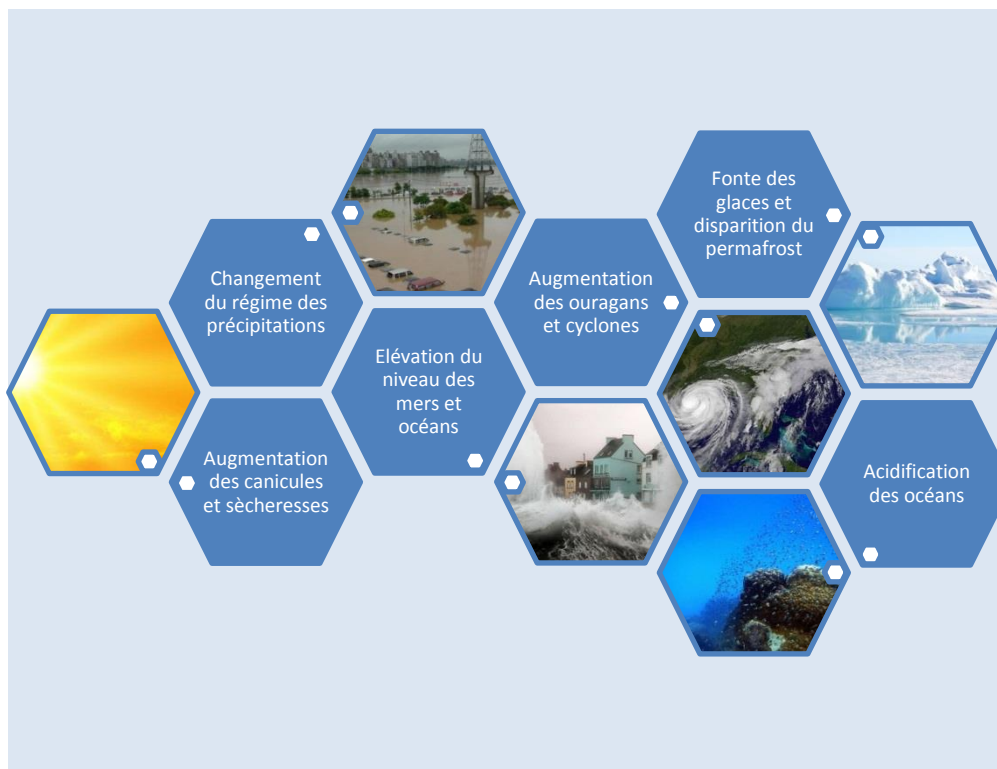 Changement
du régime des
précipitations
Augmentation
des canicules
et sècheresses
Elévation du
niveau des
mers et
océans
Augmentation
des ouragans
et cyclones
Fonte des
glaces et
disparition du
permafrost
Acidification
des océans